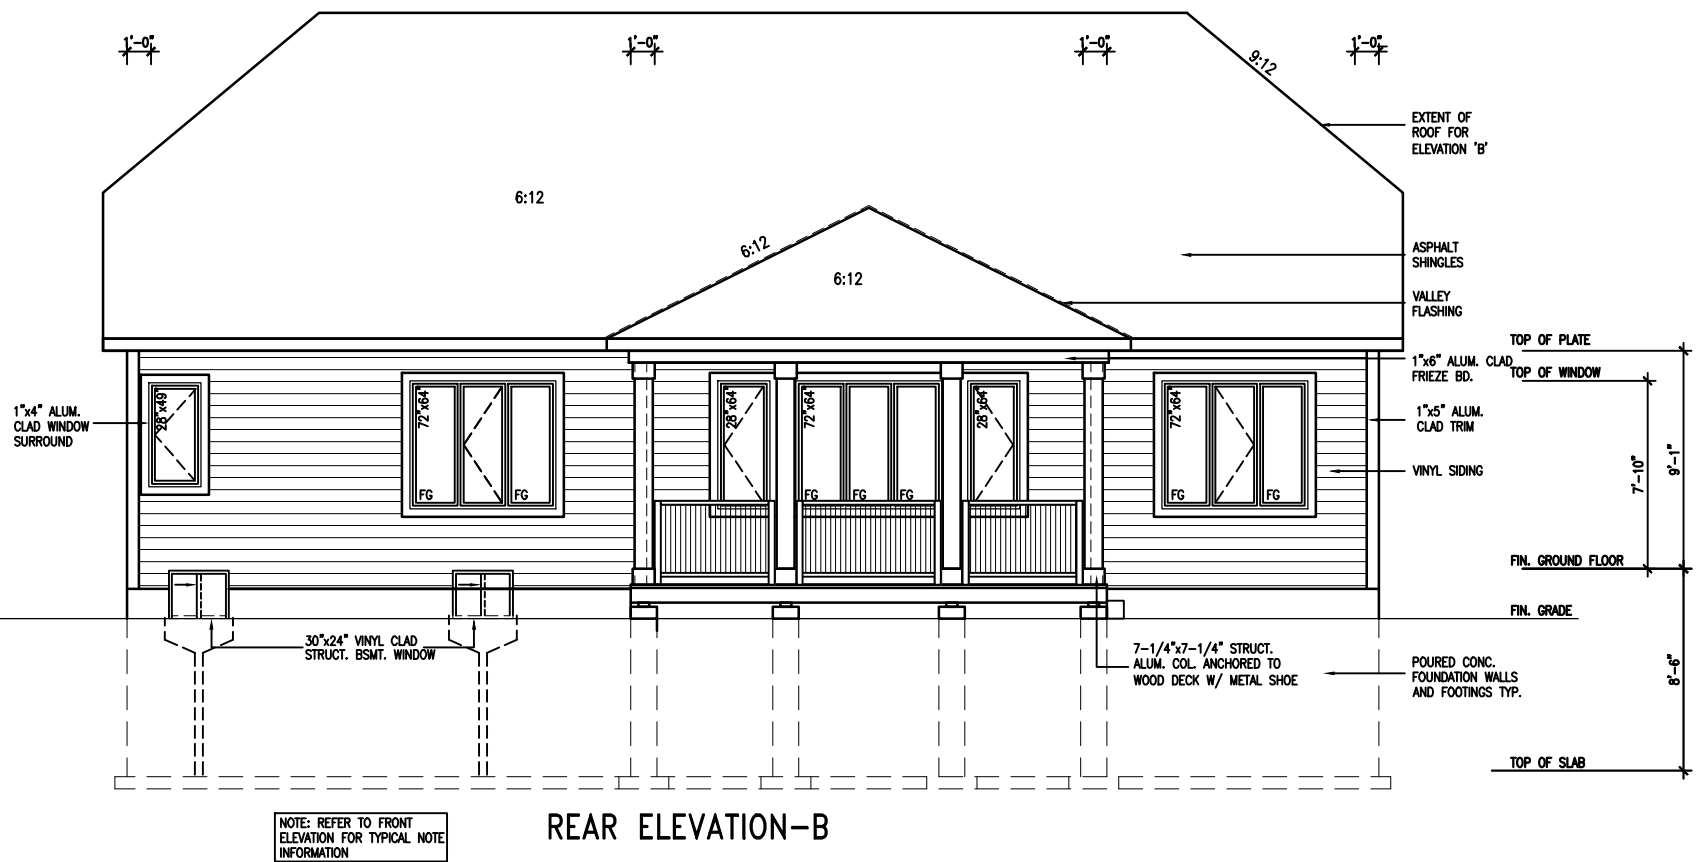 1'-0"
1'-0"
1'-0"
1'-0"
9:12
EXTENT OF
ROOF FOR
ELEVATION 'B'
6:12
6:12
6:12
ASPHALT
SHINGLES
VALLEY
FLASHING
TOP OF PLATE
1"x6" ALUM. CLAD
FRIEZE BD.
TOP OF WINDOW
1"x4" ALUM.
CLAD WINDOW
SURROUND
28"x49"
72"x64"
28"x64"
72"x64"
28"x64"
72"x64"
1"x5" ALUM.
CLAD TRIM
VINYL SIDING
7'-10"
9'-1"
FG
FG
FG
FG
FG
FG
FG
FIN. GROUND FLOOR
FIN. GRADE
30"x24" VINYL CLAD
STRUCT. BSMT. WINDOW
7-1/4"x7-1/4" STRUCT.
ALUM. COL. ANCHORED TO
WOOD DECK W/ METAL SHOE
POURED CONC.
FOUNDATION WALLS
AND FOOTINGS TYP.
8'-6"
TOP OF SLAB
NOTE: REFER TO FRONT
ELEVATION FOR TYPICAL NOTE
INFORMATION
REAR ELEVATION-B